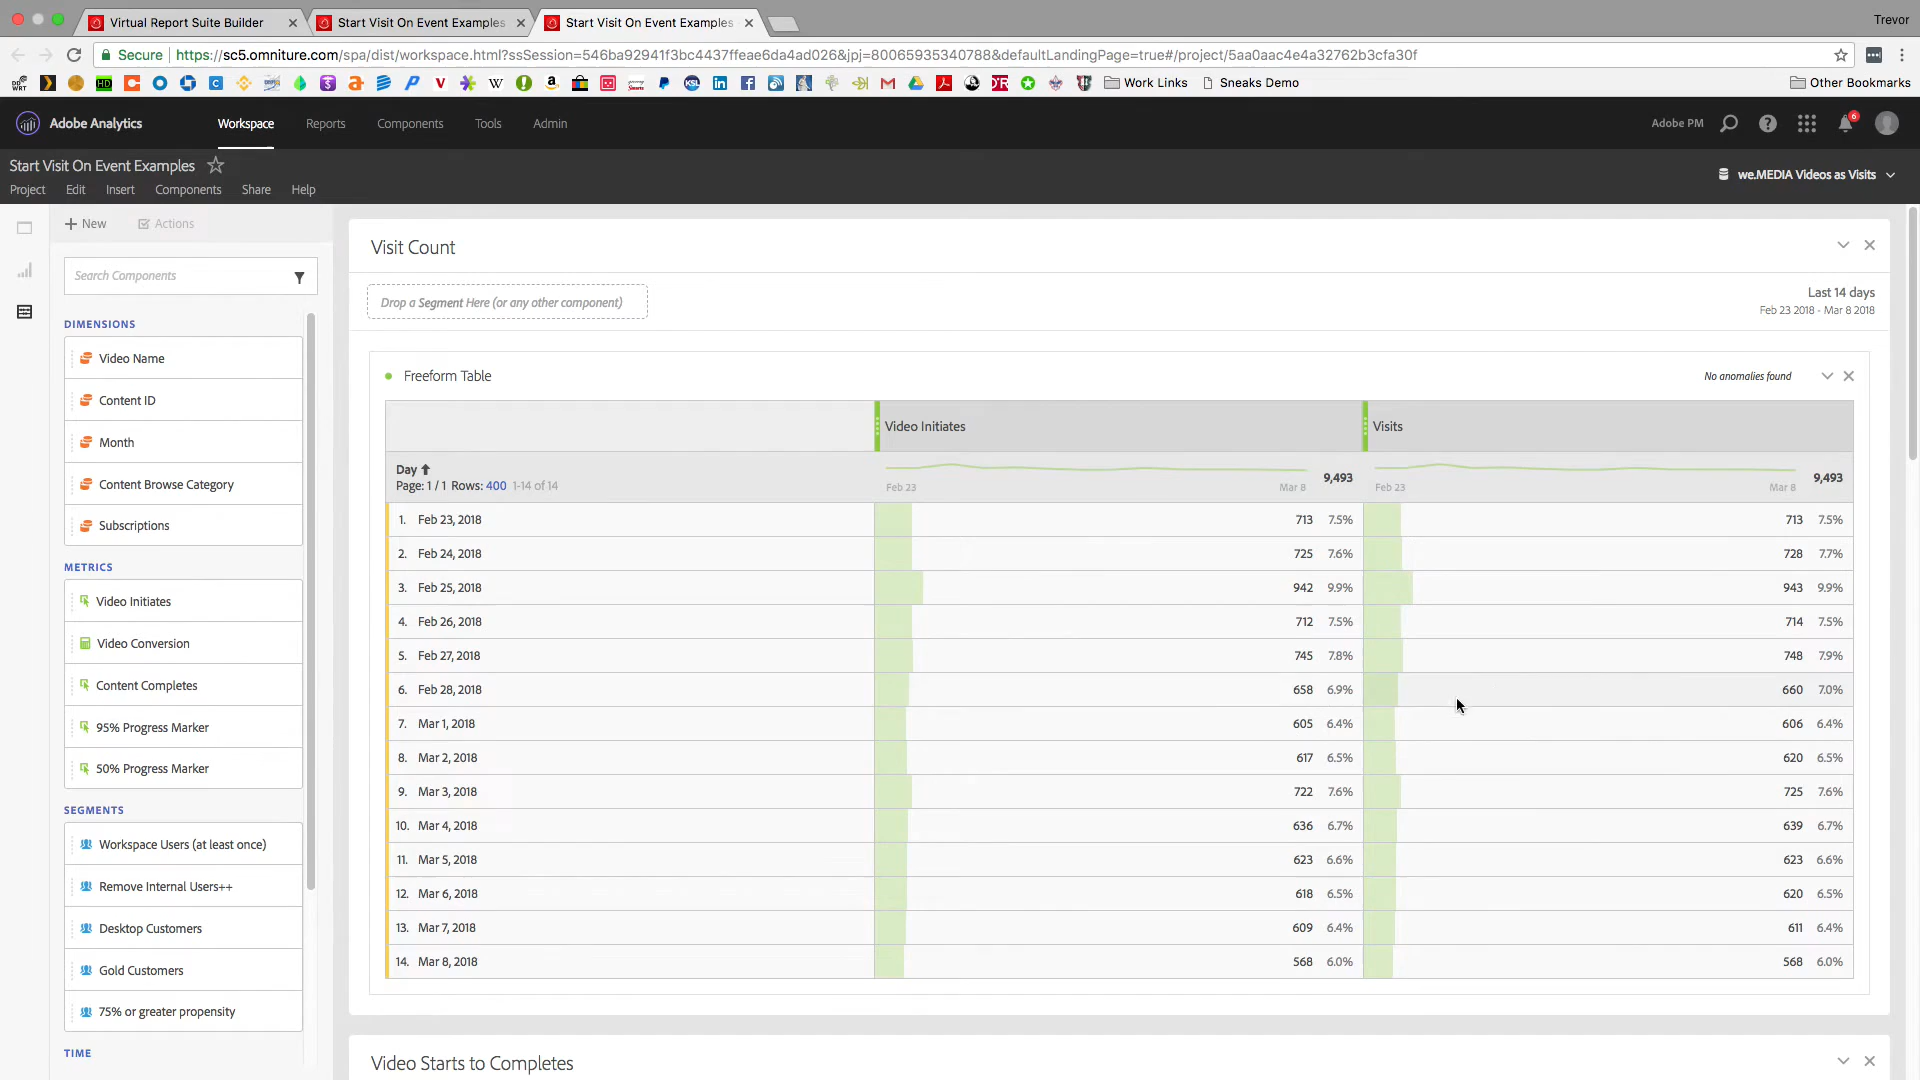 Virtual Report Suite Builder
Start Visit On Event Examples
Start Visit On Event Examples
Trevor
Secure https://sc5.omniture.com/spa/dist/workspace.html?ssSession=546ba92941f3bc4437ffeae6da4ad026&jpj=80065935340788&defaultLandingPage=true#/project/5aa0aac4e4a32762b3cfa30f
Work Links
Sneaks Demo
Other Bookmarks
Adobe Analytics
Workspace Reports Components Tools Admin
Adobe PM
6
Start Visit On Event Examples
we.MEDIA Videos as Visits
Project Edit Insert Components Share Help
New Actions
Search Components
DIMENSIONS
Video Name
Content ID
Month
Content Browse Category
Subscriptions
METRICS
Video Initiates
Video Conversion
Content Completes
95% Progress Marker
50% Progress Marker
SEGMENTS
Workspace Users (at least once)
Remove Internal Users++
Desktop Customers
Gold Customers
75% or greater propensity
TIME
Visit Count
Drop a Segment Here (or any other component)
Last 14 days
Feb 23 2018 - Mar 8 2018
Freeform Table
No anomalies found
Video Initiates Visits
Day
Page: 1 / 1 Rows: 400 1-14 of 14
Feb 23 Mar 8 9,493 Feb 23 Mar 8 9,493
1. Feb 23, 2018 713 7.5% 713 7.5%
2. Feb 24, 2018 725 7.6% 728 7.7%
3. Feb 25, 2018 942 9.9% 943 9.9%
4. Feb 26, 2018 712 7.5% 714 7.5%
5. Feb 27, 2018 745 7.8% 748 7.9%
6. Feb 28, 2018 658 6.9% 660 7.0%
7. Mar 1, 2018 605 6.4% 606 6.4%
8. Mar 2, 2018 617 6.5% 620 6.5%
9. Mar 3, 2018 722 7.6% 725 7.6%
10. Mar 4, 2018 636 6.7% 639 6.7%
11. Mar 5, 2018 623 6.6% 623 6.6%
12. Mar 6, 2018 618 6.5% 620 6.5%
13. Mar 7, 2018 609 6.4% 611 6.4%
14. Mar 8, 2018 568 6.0% 568 6.0%
Video Starts to Completes